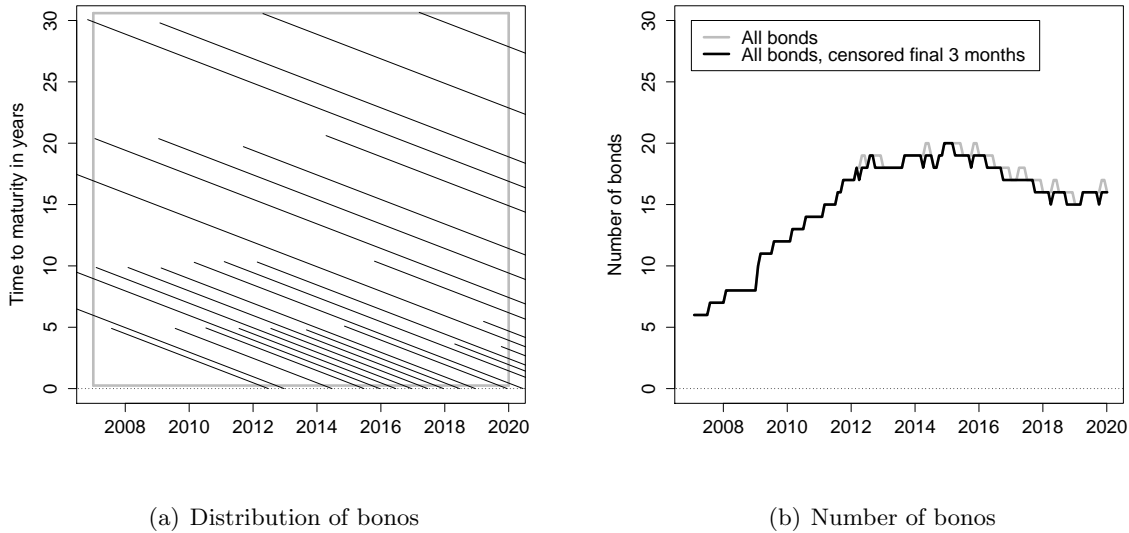 30
25
20
15
10
5
0
Time to maturity in years
2008 2010 2012 2014 2016 2018 2020
(a) Distribution of bonos
30
25
20
15
10
5
0
Number of bonds
All bonds
All bonds, censored final 3 months
2008 2010 2012 2014 2016 2018 2020
(b) Number of bonos